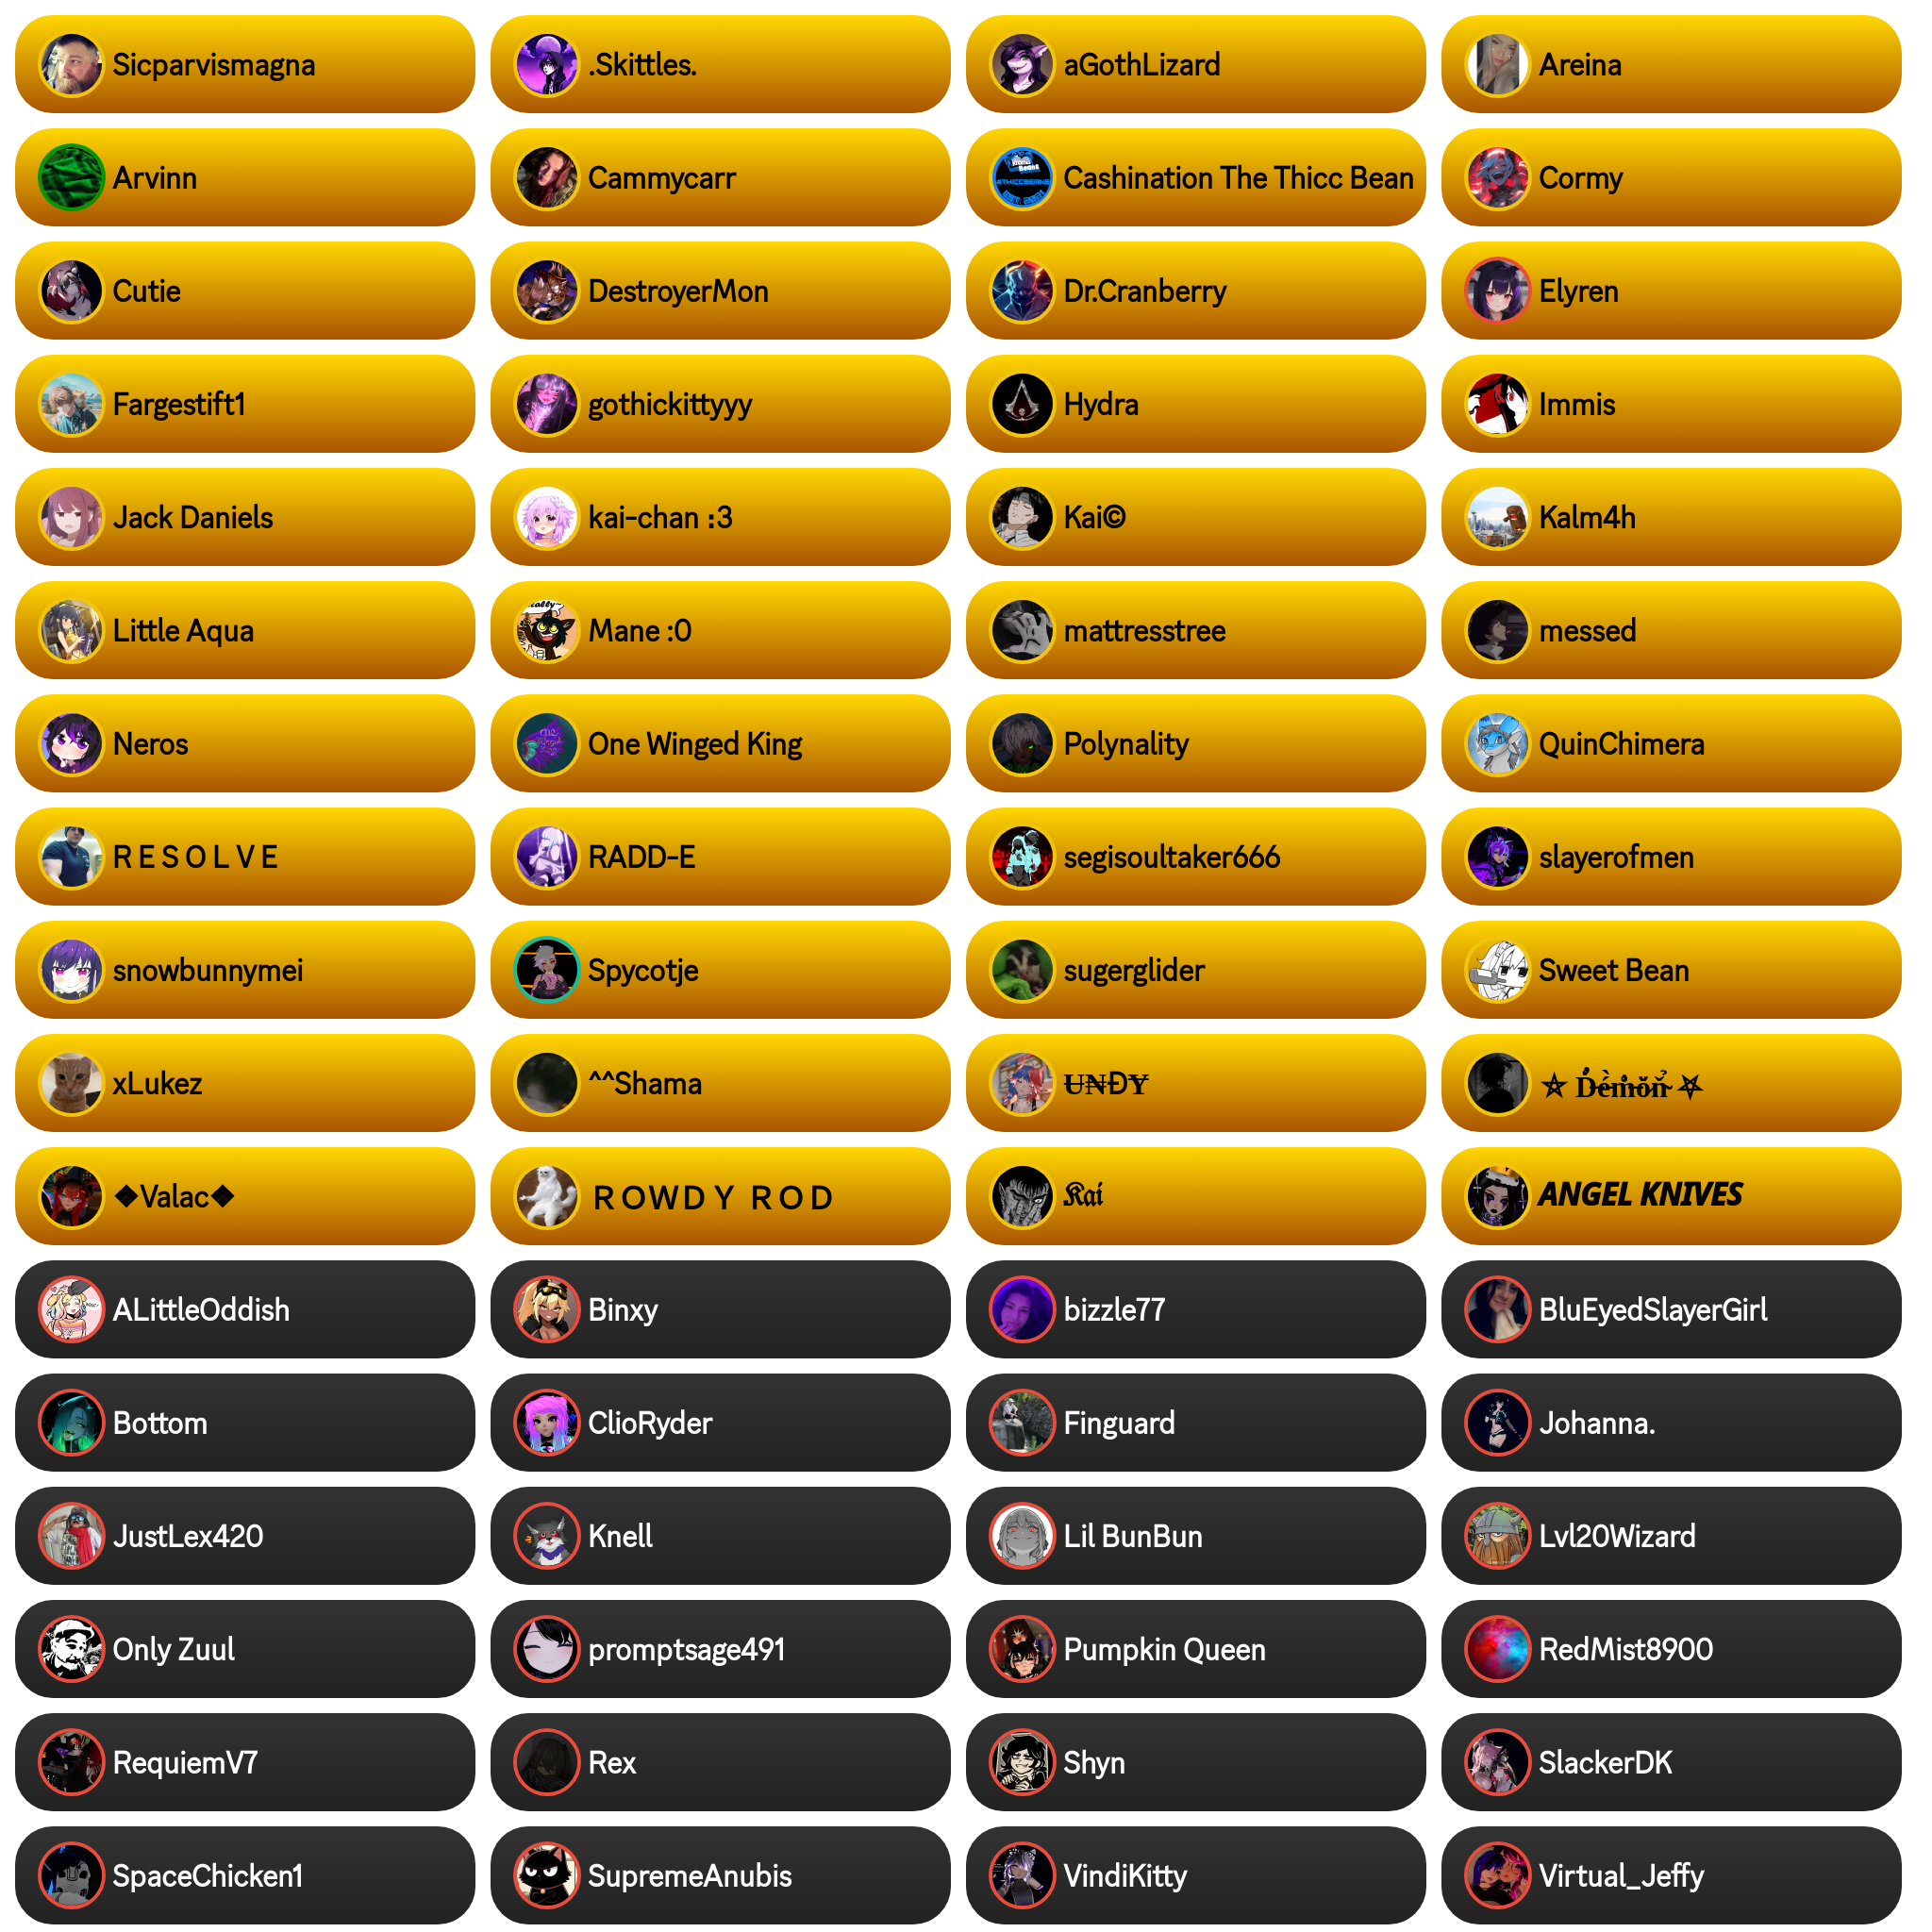 Sicparvismagna
.Skittles.
aGothLizard
Areina
Arvinn
Cammycarr
Cashination The Thicc Bean
Cormy
Cutie
DestroyerMon
Dr.Cranberry
Elyren
Fargestift1
gothickittyyy
Hydra
Immis
Jack Daniels
kai-chan :3
Kai©
Kalm4h
Little Aqua
Mane :0
mattresstree
messed
Neros
One Winged King
Polynality
QuinChimera
R E S O L V E
RADD-E
segisoultaker666
slayerofmen
snowbunnymei
Spycotje
sugerglider
Sweet Bean
xLukez
^^Shama
U̶N̶ĐY̶
⛤ D̴́è̴m̴̊ǒ̴n̴̉ ⛧
❖Valac❖
ＲＯＷＤＹ ＲＯＤ
𝕶𝖆𝖎
𝘼𝙉𝙂𝙀𝙇 𝙆𝙉𝙄𝙑𝙀𝙎
ALittleOddish
Binxy
bizzle77
BluEyedSlayerGirl
Bottom
ClioRyder
Finguard
Johanna.
JustLex420
Knell
Lil BunBun
Lvl20Wizard
Only Zuul
promptsage491
Pumpkin Queen
RedMist8900
RequiemV7
Rex
Shyn
SlackerDK
SpaceChicken1
SupremeAnubis
VindiKitty
Virtual_Jeffy